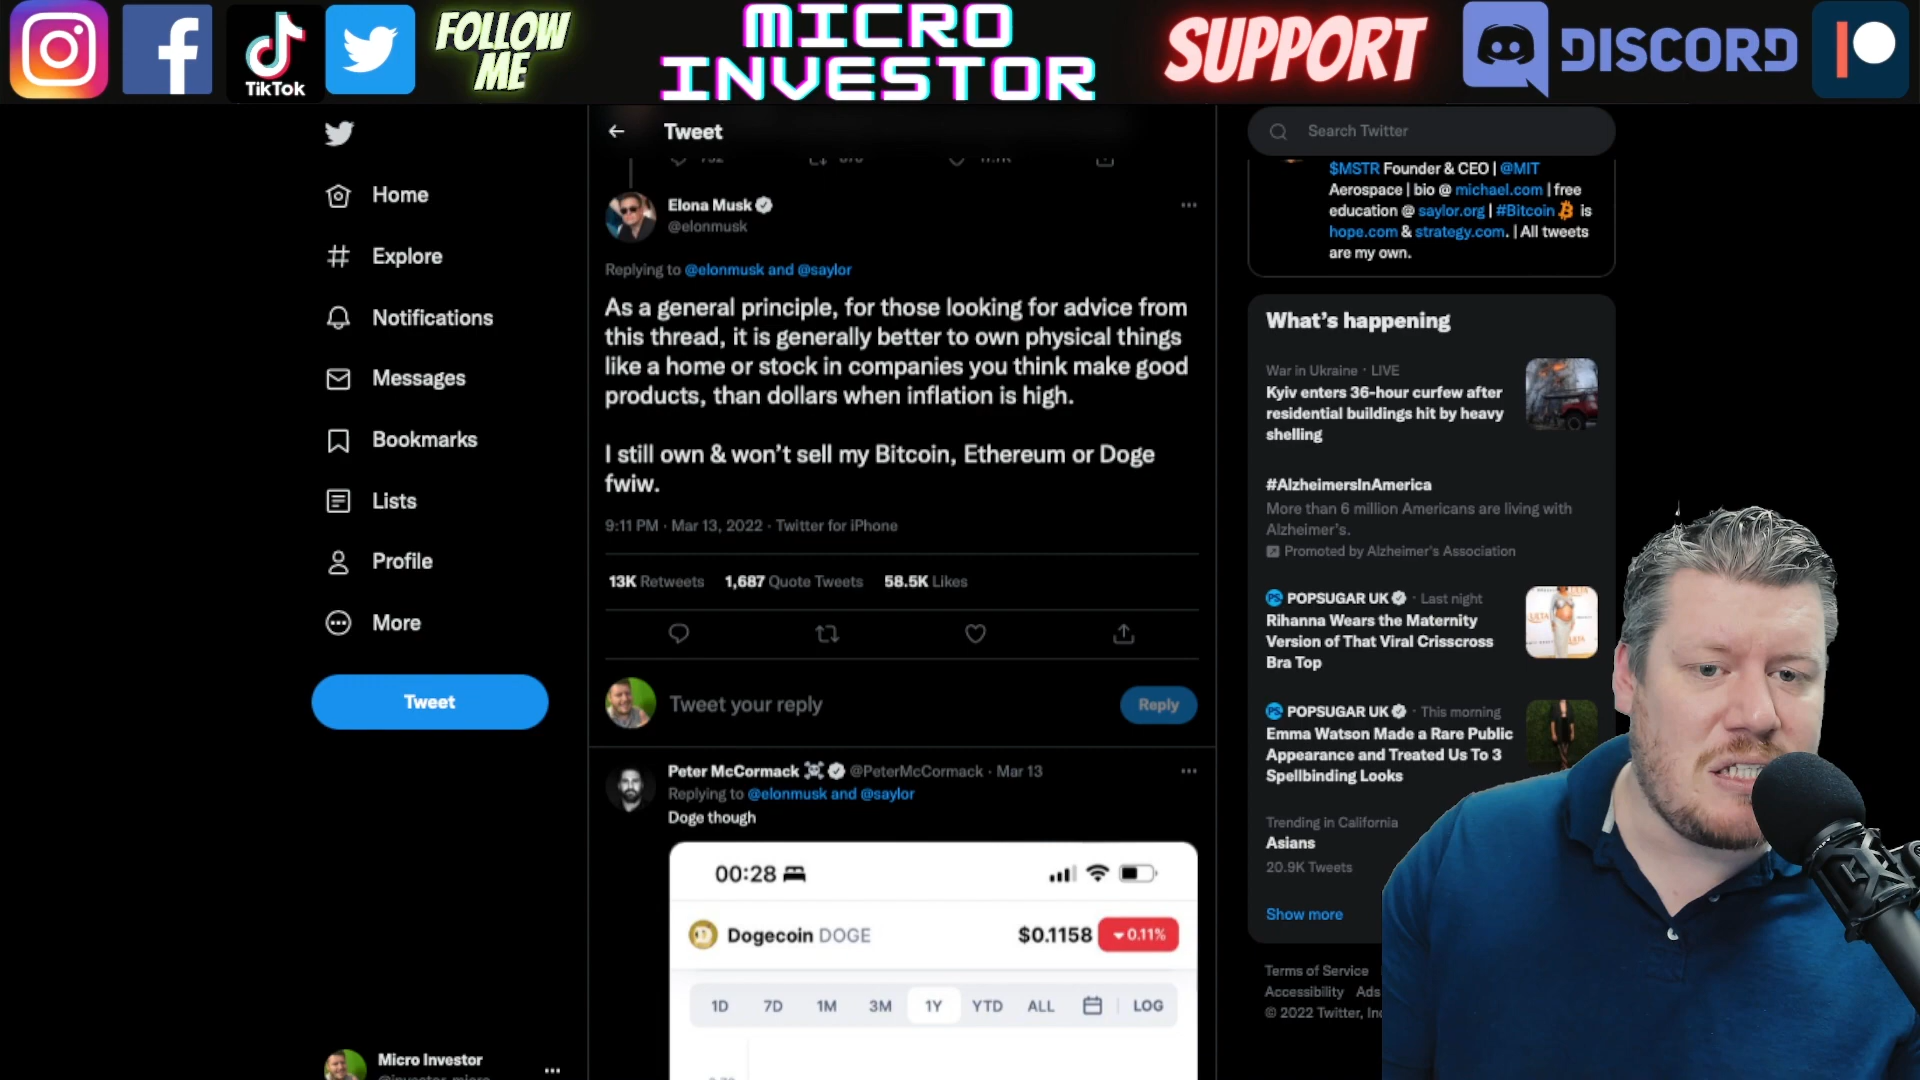 TikTok
FOLLOW
ME
MICRO
INVESTOR
SUPPORT
DISCORD
Home
Explore
Notifications
Messages
Bookmarks
Lists
Profile
More
Tweet
Micro Investor
Tweet
Elona Musk
@elonmusk
Replying to @elonmusk and @saylor
As a general principle, for those looking for advice from
this thread, it is generally better to own physical things
like a home or stock in companies you think make good
products, than dollars when inflation is high.
I still own & won't sell my Bitcoin, Ethereum or Doge
fwiw.
9:11 PM · Mar 13, 2022 · Twitter for iPhone
13K Retweets 1,687 Quote Tweets 58.5K Likes
Tweet your reply
Reply
Peter McCormack @PeterMcCormack · Mar 13
Replying to @elonmusk and @saylor
Doge though
00:28
Dogecoin DOGE $0.1158 0.11%
1D 7D 1M 3M 1Y YTD ALL LOG
Search Twitter
$MSTR Founder & CEO | @MIT
Aerospace | bio @ michael.com | free
education @ saylor.org | #Bitcoin is
hope.com & strategy.com. | All tweets
are my own.
What's happening
War in Ukraine · LIVE
Kyiv enters 36-hour curfew after
residential buildings hit by heavy
shelling
#AlzheimersInAmerica
More than 6 million Americans are living with
Alzheimer's.
Promoted by Alzheimer's Association
POPSUGAR UK · Last night
Rihanna Wears the Maternity
Version of That Viral Crisscross
Bra Top
POPSUGAR UK · This morning
Emma Watson Made a Rare Public
Appearance and Treated Us To 3
Spellbinding Looks
Trending in California
Asians
20.9K Tweets
Show more
Terms of Service
Accessibility Ads
© 2022 Twitter,